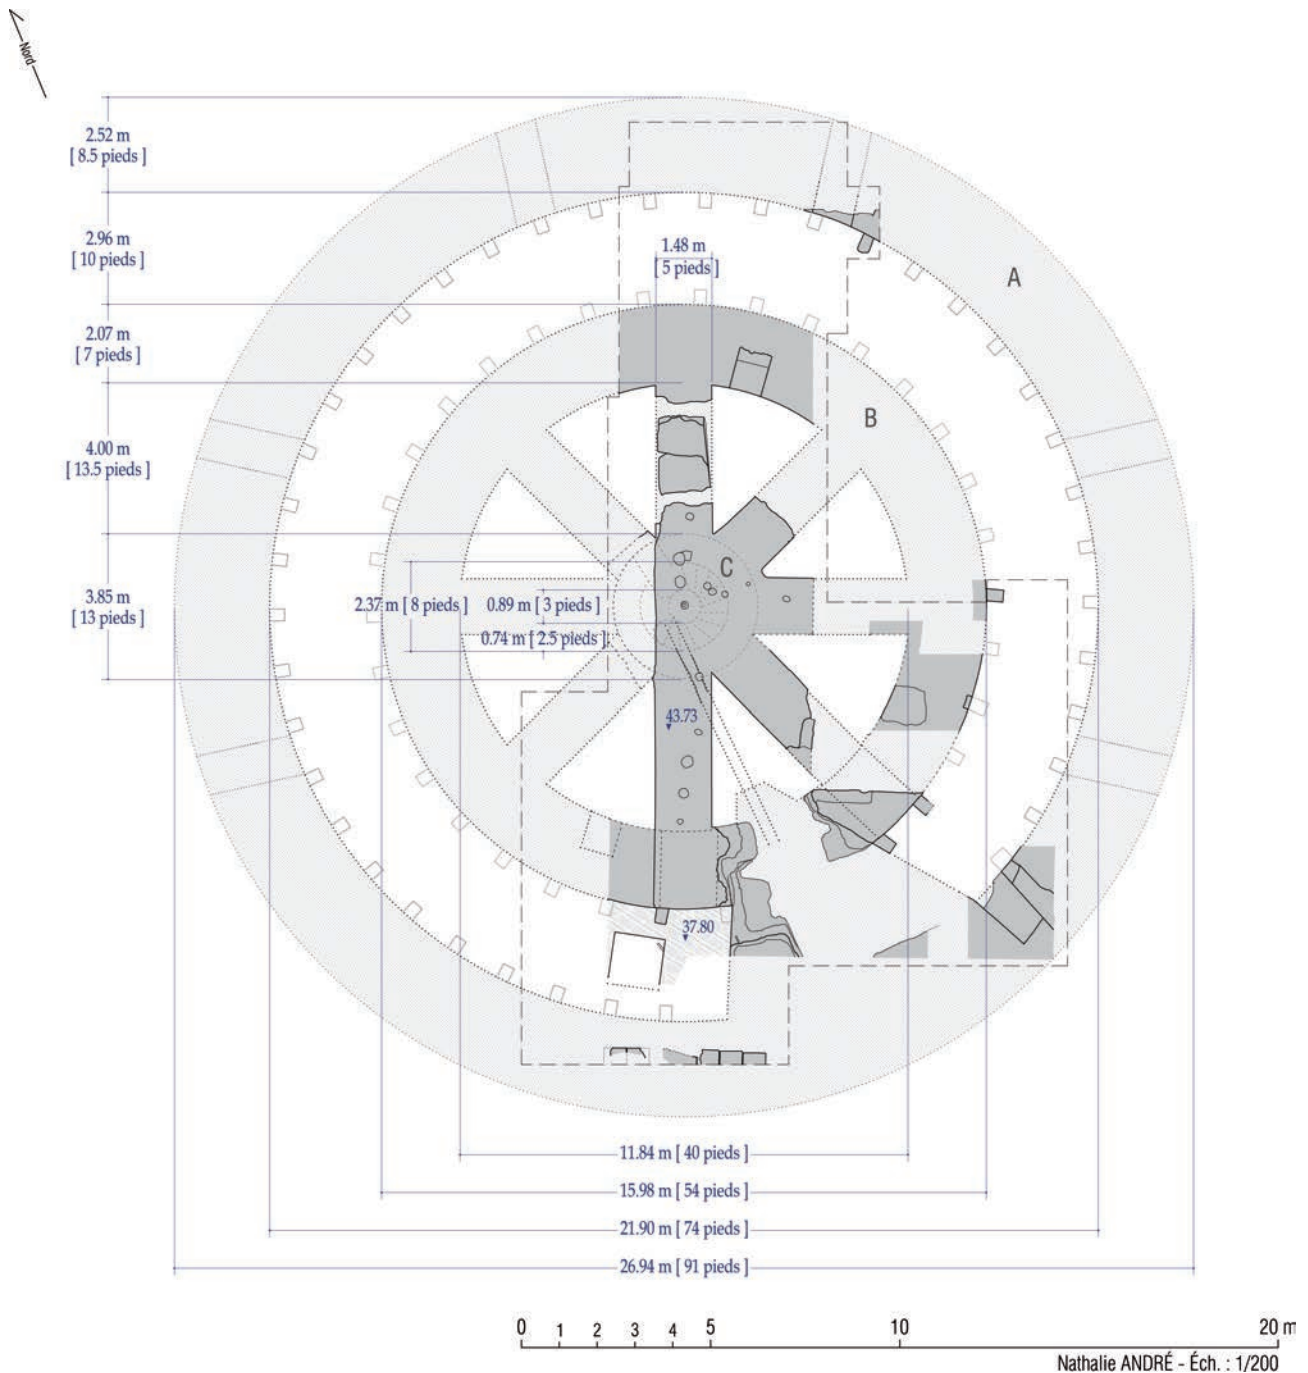 Nord
2.52 m
[ 8.5 pieds ]
2.96 m
[ 10 pieds ]
1.48 m
[ 5 pieds ]
A
2.07 m
[ 7 pieds ]
B
4.00 m
[ 13.5 pieds ]
C
3.85 m
[ 13 pieds ]
2.37 m [ 8 pieds ]
0.89 m [ 3 pieds ]
0.74 m [ 2.5 pieds ]
43.73
37.80
11.84 m [ 40 pieds ]
15.98 m [ 54 pieds ]
21.90 m [ 74 pieds ]
26.94 m [ 91 pieds ]
0 1 2 3 4 5 10 20 m
Nathalie ANDRÉ - Éch. : 1/200